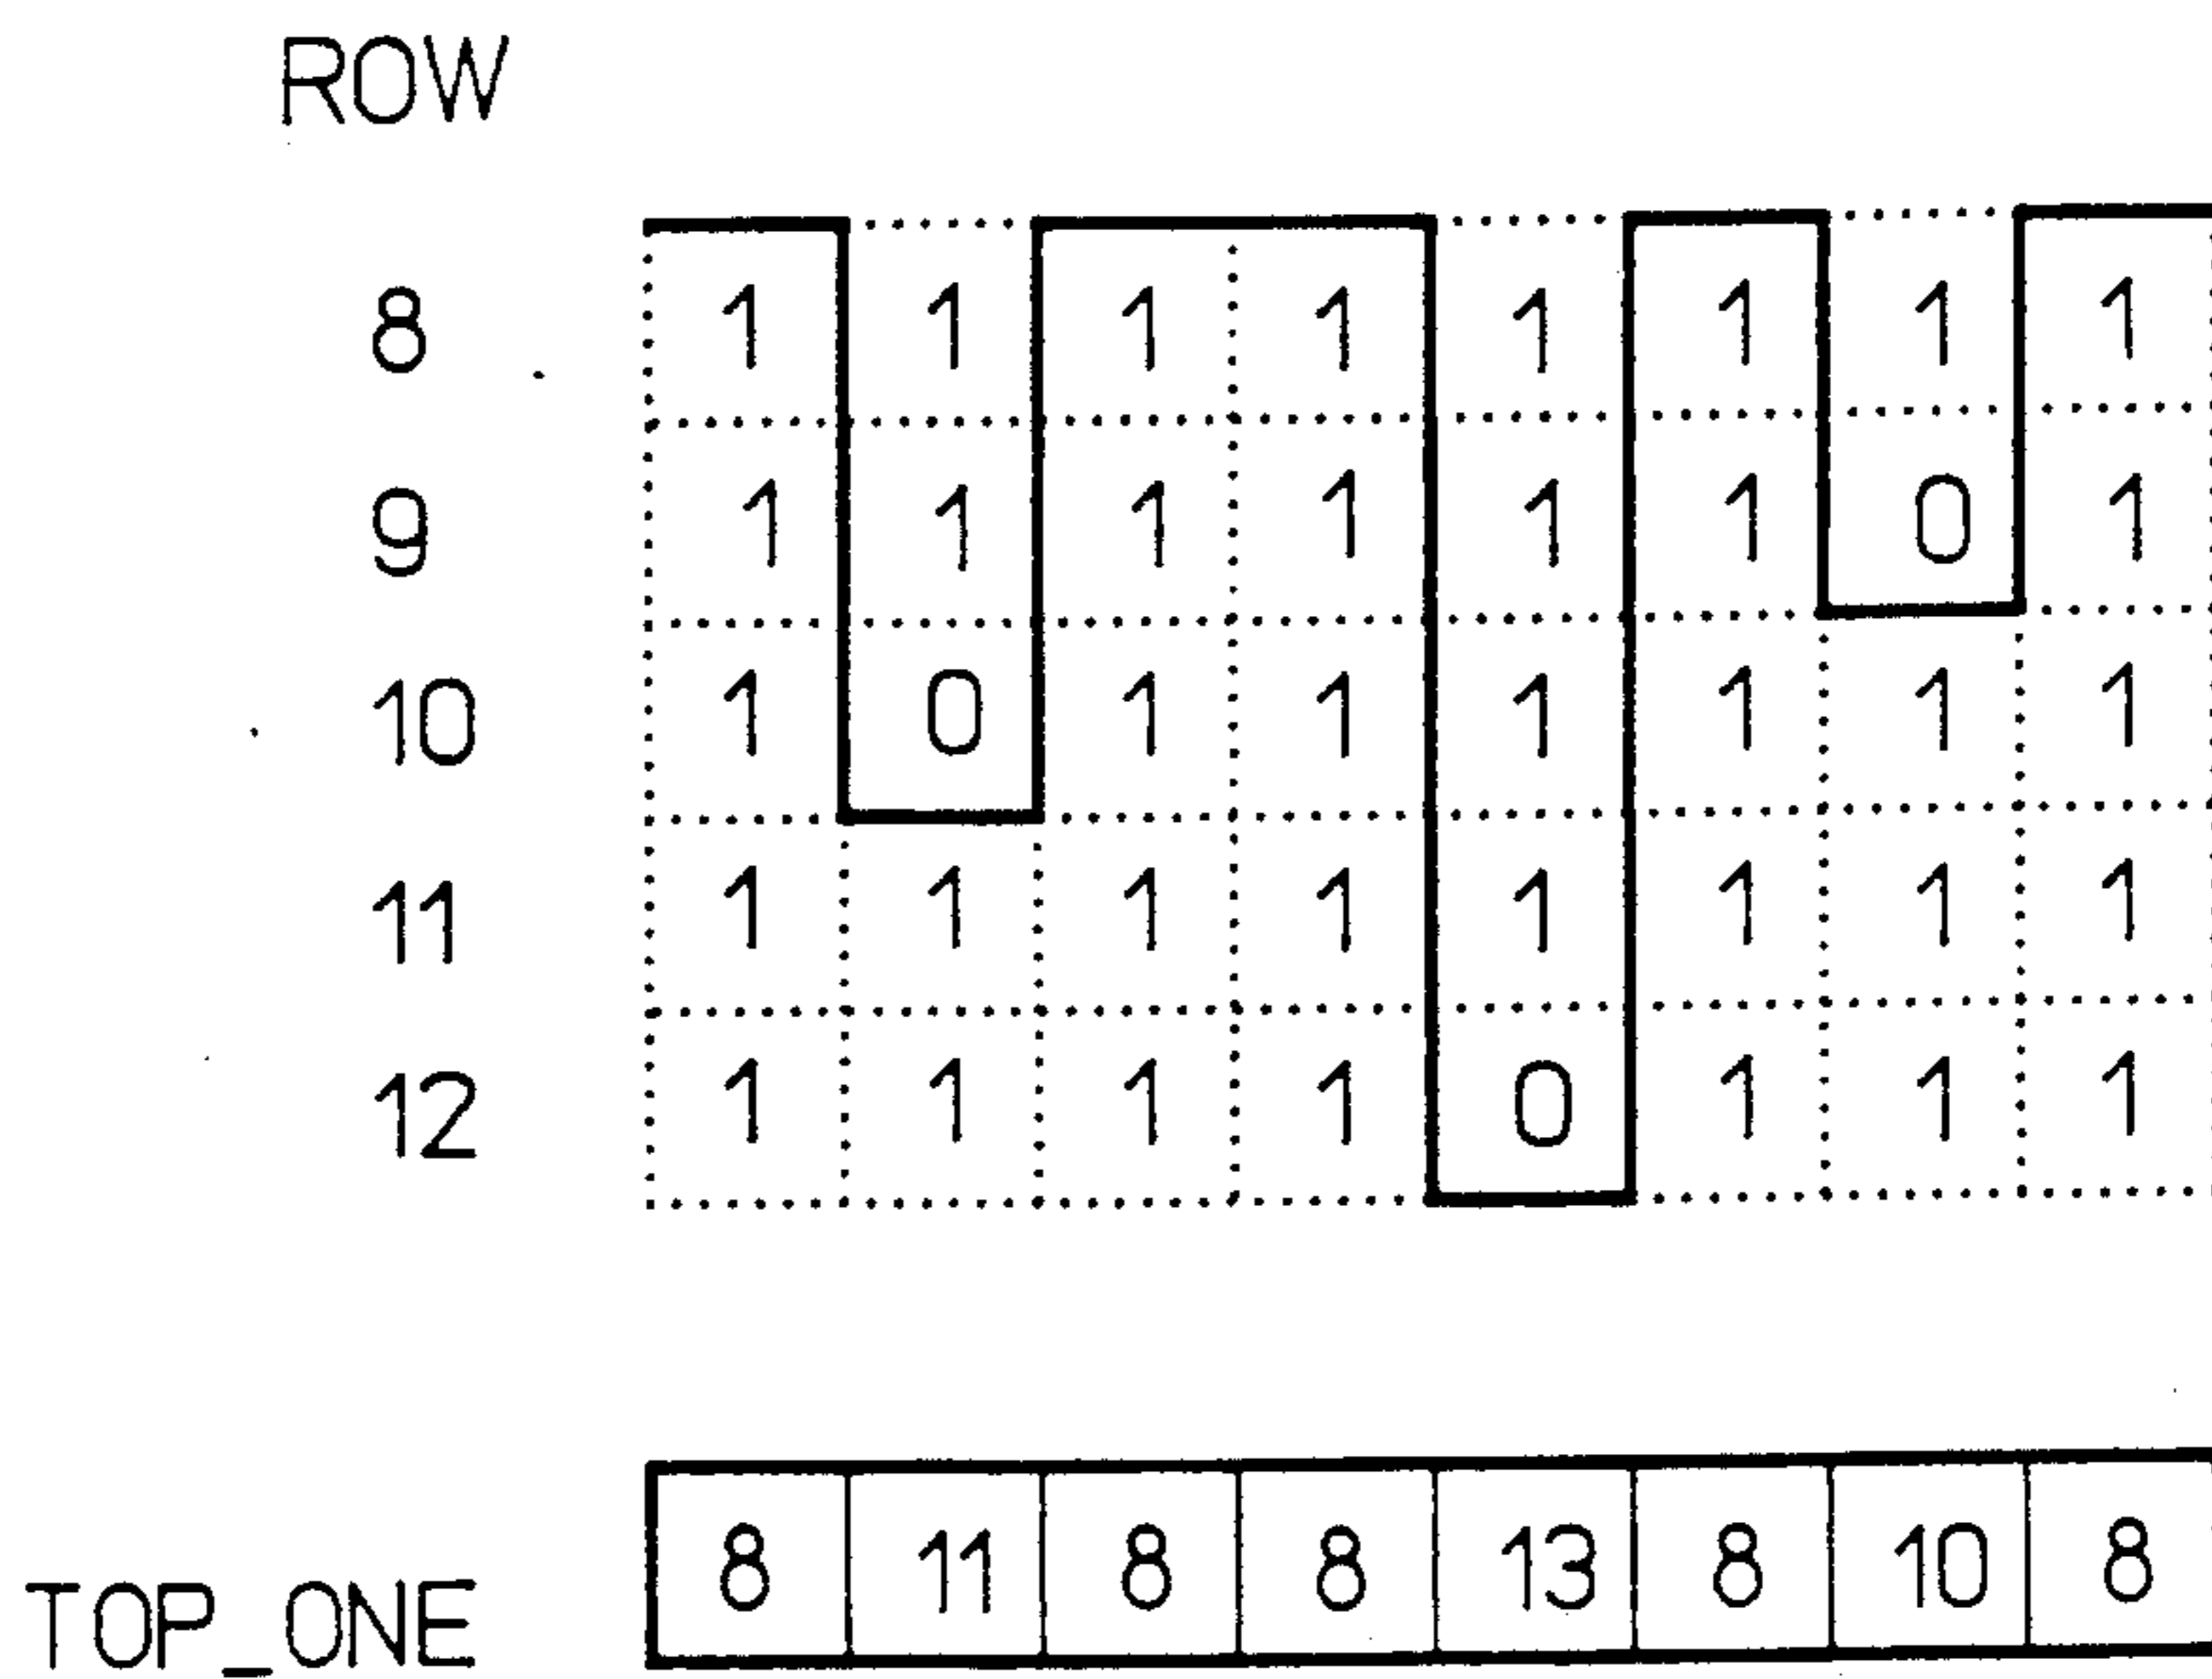 ROW
8 1 1 1 1 1 1 1 1
9 1 1 1 1 1 1 0 1
10 1 0 1 1 1 1 1 1
11 1 1 1 1 1 1 1 1
12 1 1 1 1 0 1 1 1
TOP_ONE 8 11 8 8 13 8 10 8